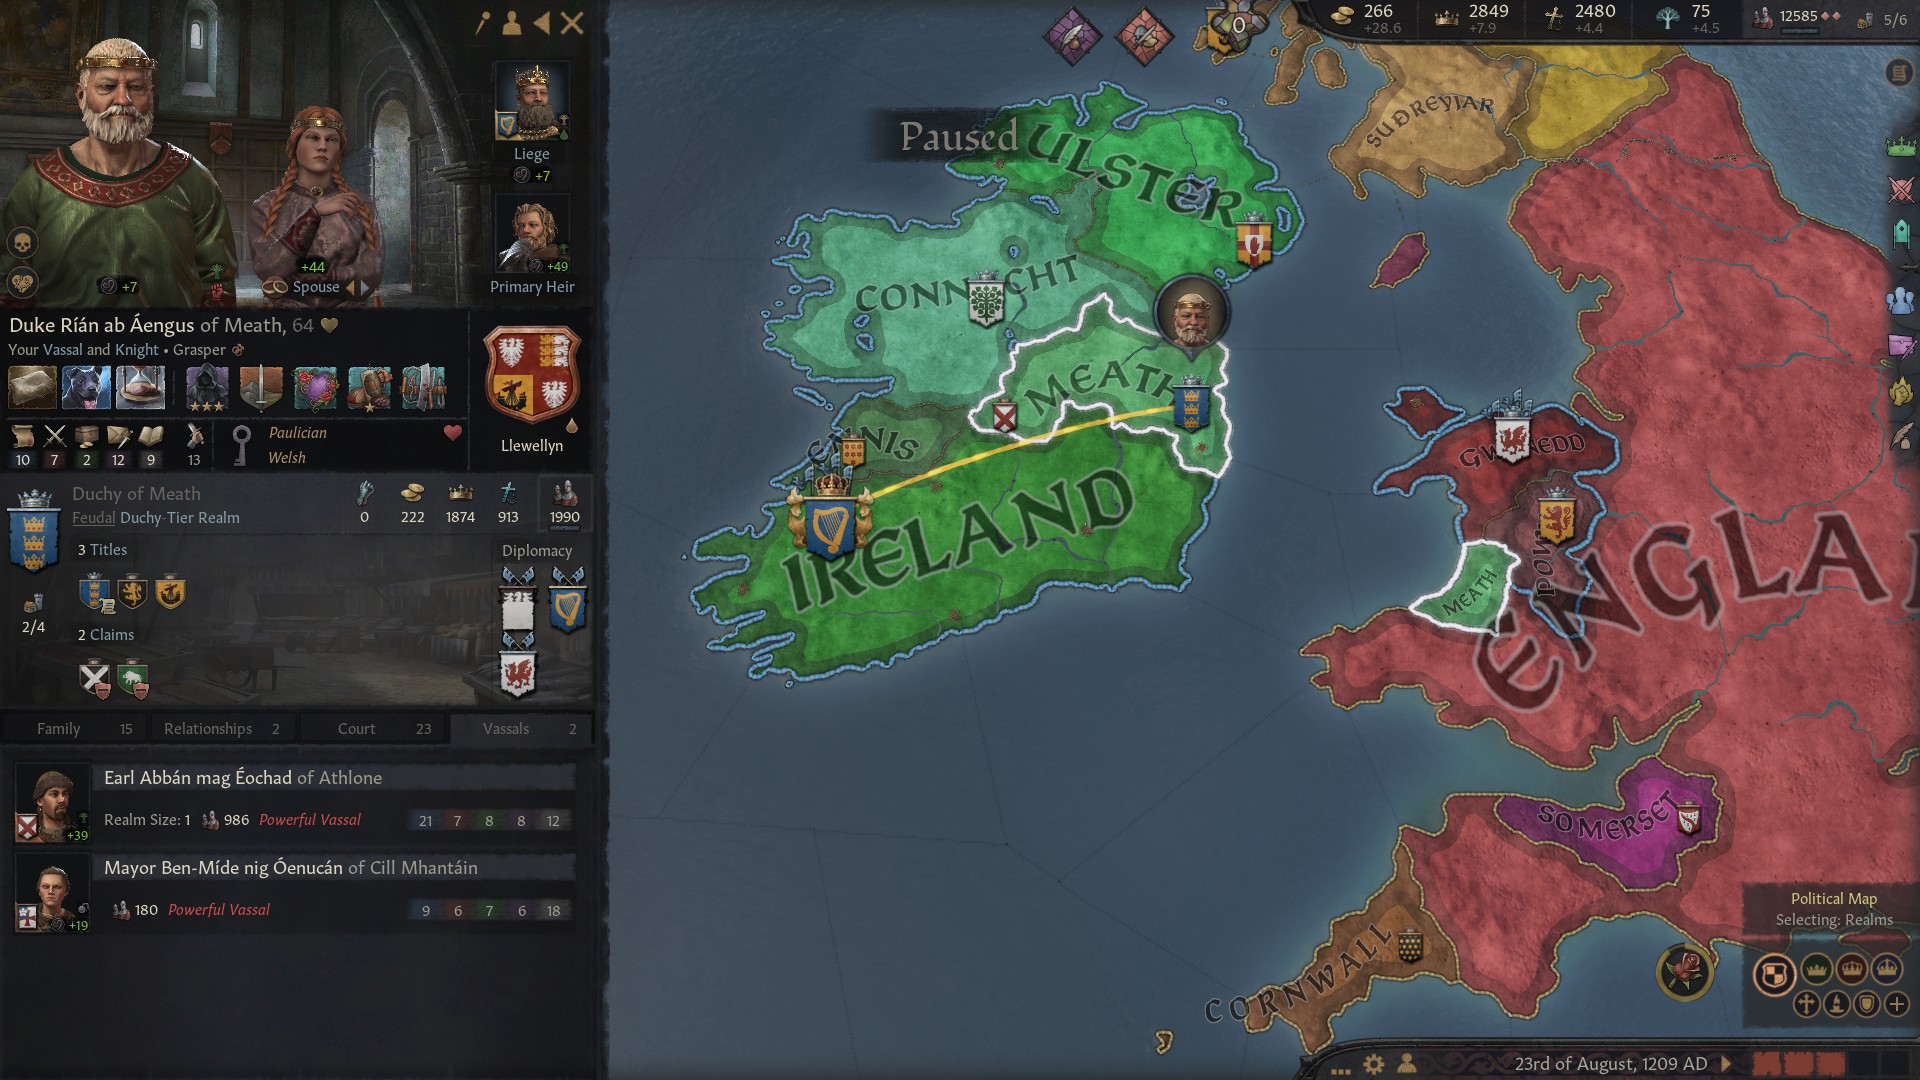 266
+28.6
2849
+7.9
2480
+4.4
75
+4.5
12585
5/6
0
Paused
Liege
+7
+49
Primary Heir
+7
+44
Spouse
Duke Ríán ab Áengus of Meath, 64
Your Vassal and Knight • Grasper
10 7 2 12 9 13
Paulician
Welsh
Llewellyn
Duchy of Meath
Feudal Duchy-Tier Realm
0 222 1874 913 1990
3 Titles
Diplomacy
2/4
2 Claims
Family 15
Relationships 2
Court 23
Vassals 2
Earl Abbán mag Éochad of Athlone
Realm Size: 1 986 Powerful Vassal
21 7 8 8 12
+39
Mayor Ben-Míde nig Óenucán of Cill Mhantáin
180 Powerful Vassal
9 6 7 6 18
+19
SUÐREYJAR
ULSTER
CONNACHT
MEATH
ENNIS
IRELAND
GWYNEDD
POWYS
MEATH
ENGLA
SOMERSET
CORNWALL
Political Map
Selecting: Realms
23rd of August, 1209 AD